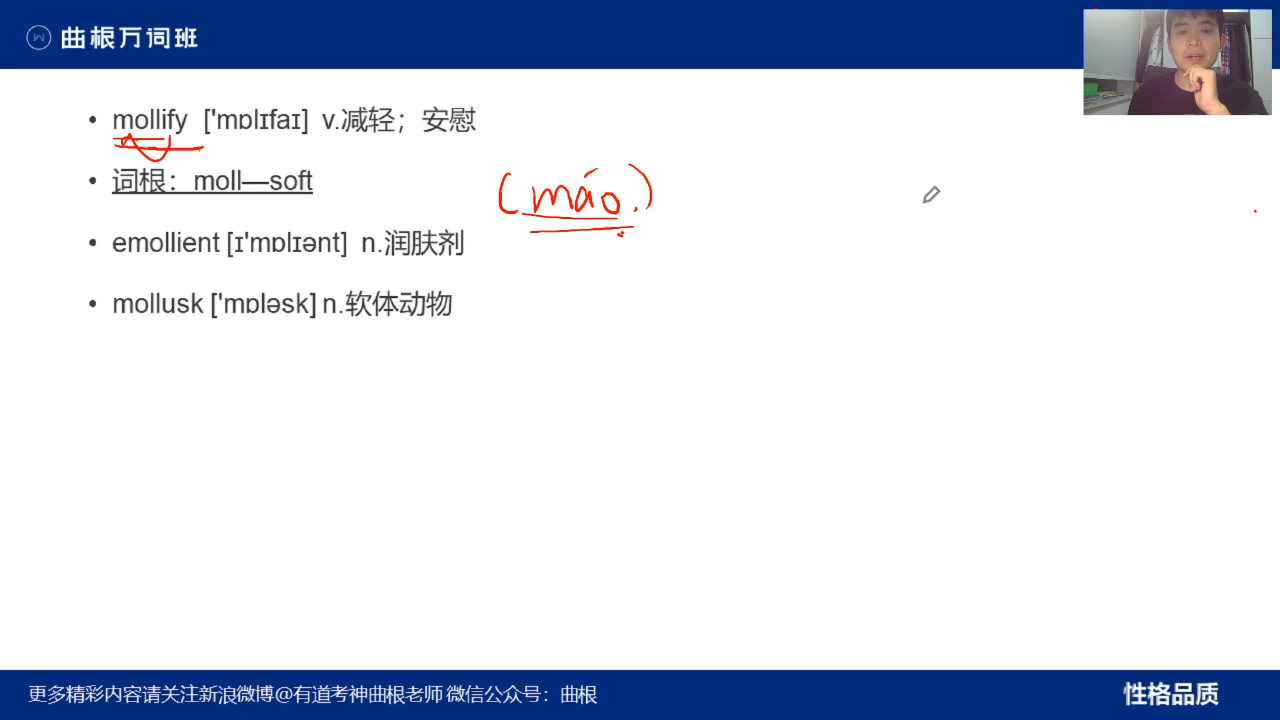 曲根万词班
• mollify ['mɒlɪfaɪ] v.减轻；安慰
• 词根：moll—soft
(máo.)
• emollient [ɪ'mɒlɪənt] n.润肤剂
• mollusk ['mɒləsk] n.软体动物
更多精彩内容请关注新浪微博@有道考神曲根老师 微信公众号：曲根
性格品质